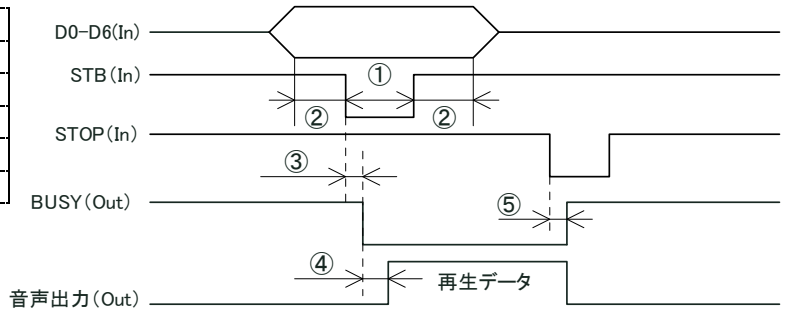 D0-D6(In)
STB(In)
①
②
②
STOP(In)
③
BUSY(Out)
⑤
④
再生データ
音声出力(Out)